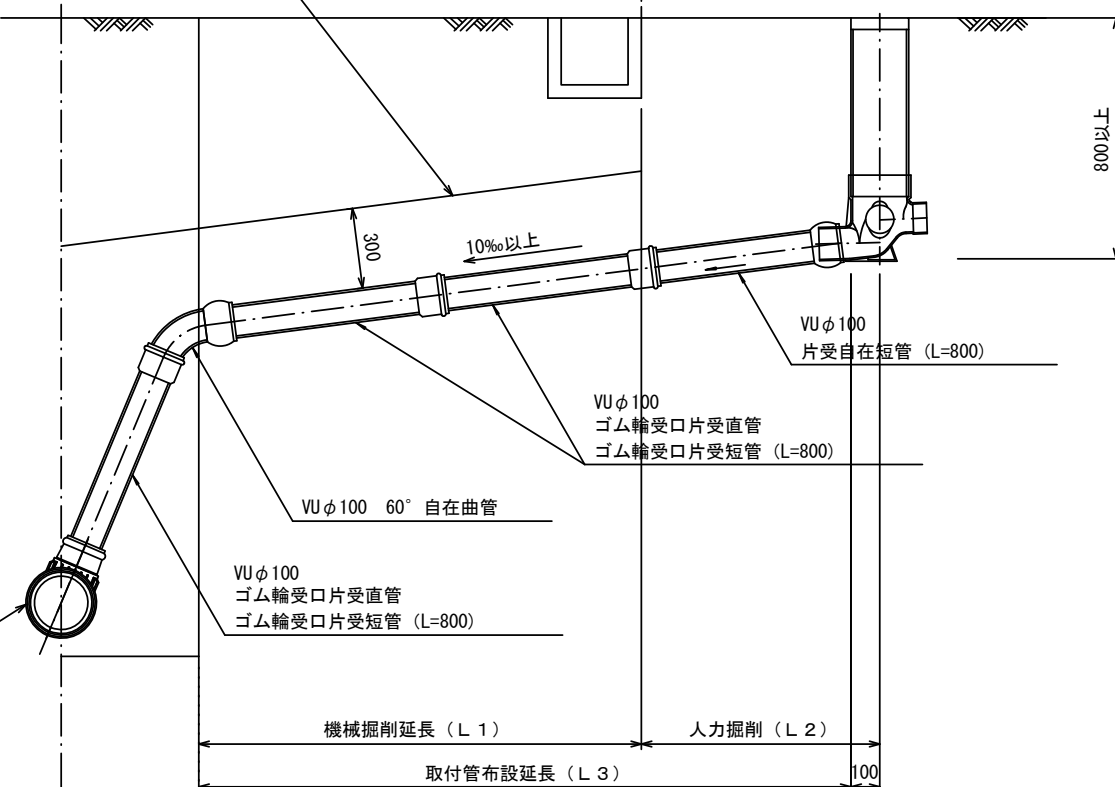 800以上
300
10‰以上
VUφ100
片受自在短管 (L=800)
VUφ100
ゴム輪受口片受直管
ゴム輪受口片受短管 (L=800)
VUφ100 60° 自在曲管
VUφ100
ゴム輪受口片受直管
ゴム輪受口片受短管 (L=800)
機械掘削延長（Ｌ１）
人力掘削（Ｌ２）
取付管布設延長（Ｌ３）
100